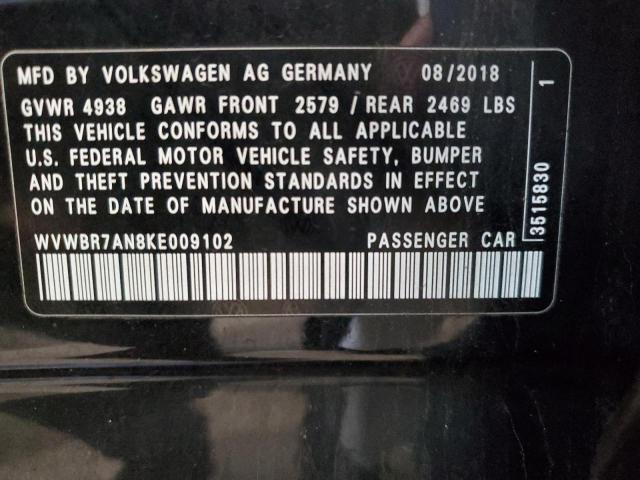 MFD BY VOLKSWAGEN AG GERMANY 08/2018
GVWR 4938 GAWR FRONT 2579 / REAR 2469 LBS
THIS VEHICLE CONFORMS TO ALL APPLICABLE
U.S. FEDERAL MOTOR VEHICLE SAFETY, BUMPER
AND THEFT PREVENTION STANDARDS IN EFFECT
ON THE DATE OF MANUFACTURE SHOWN ABOVE
WVWBR7AN8KE009102 PASSENGER CAR
3515830 1